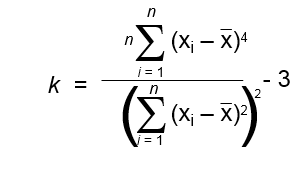 k = n n∑i = 1 (xᵢ – x̅)⁴ / (n∑i = 1 (xᵢ – x̅)²)² - 3